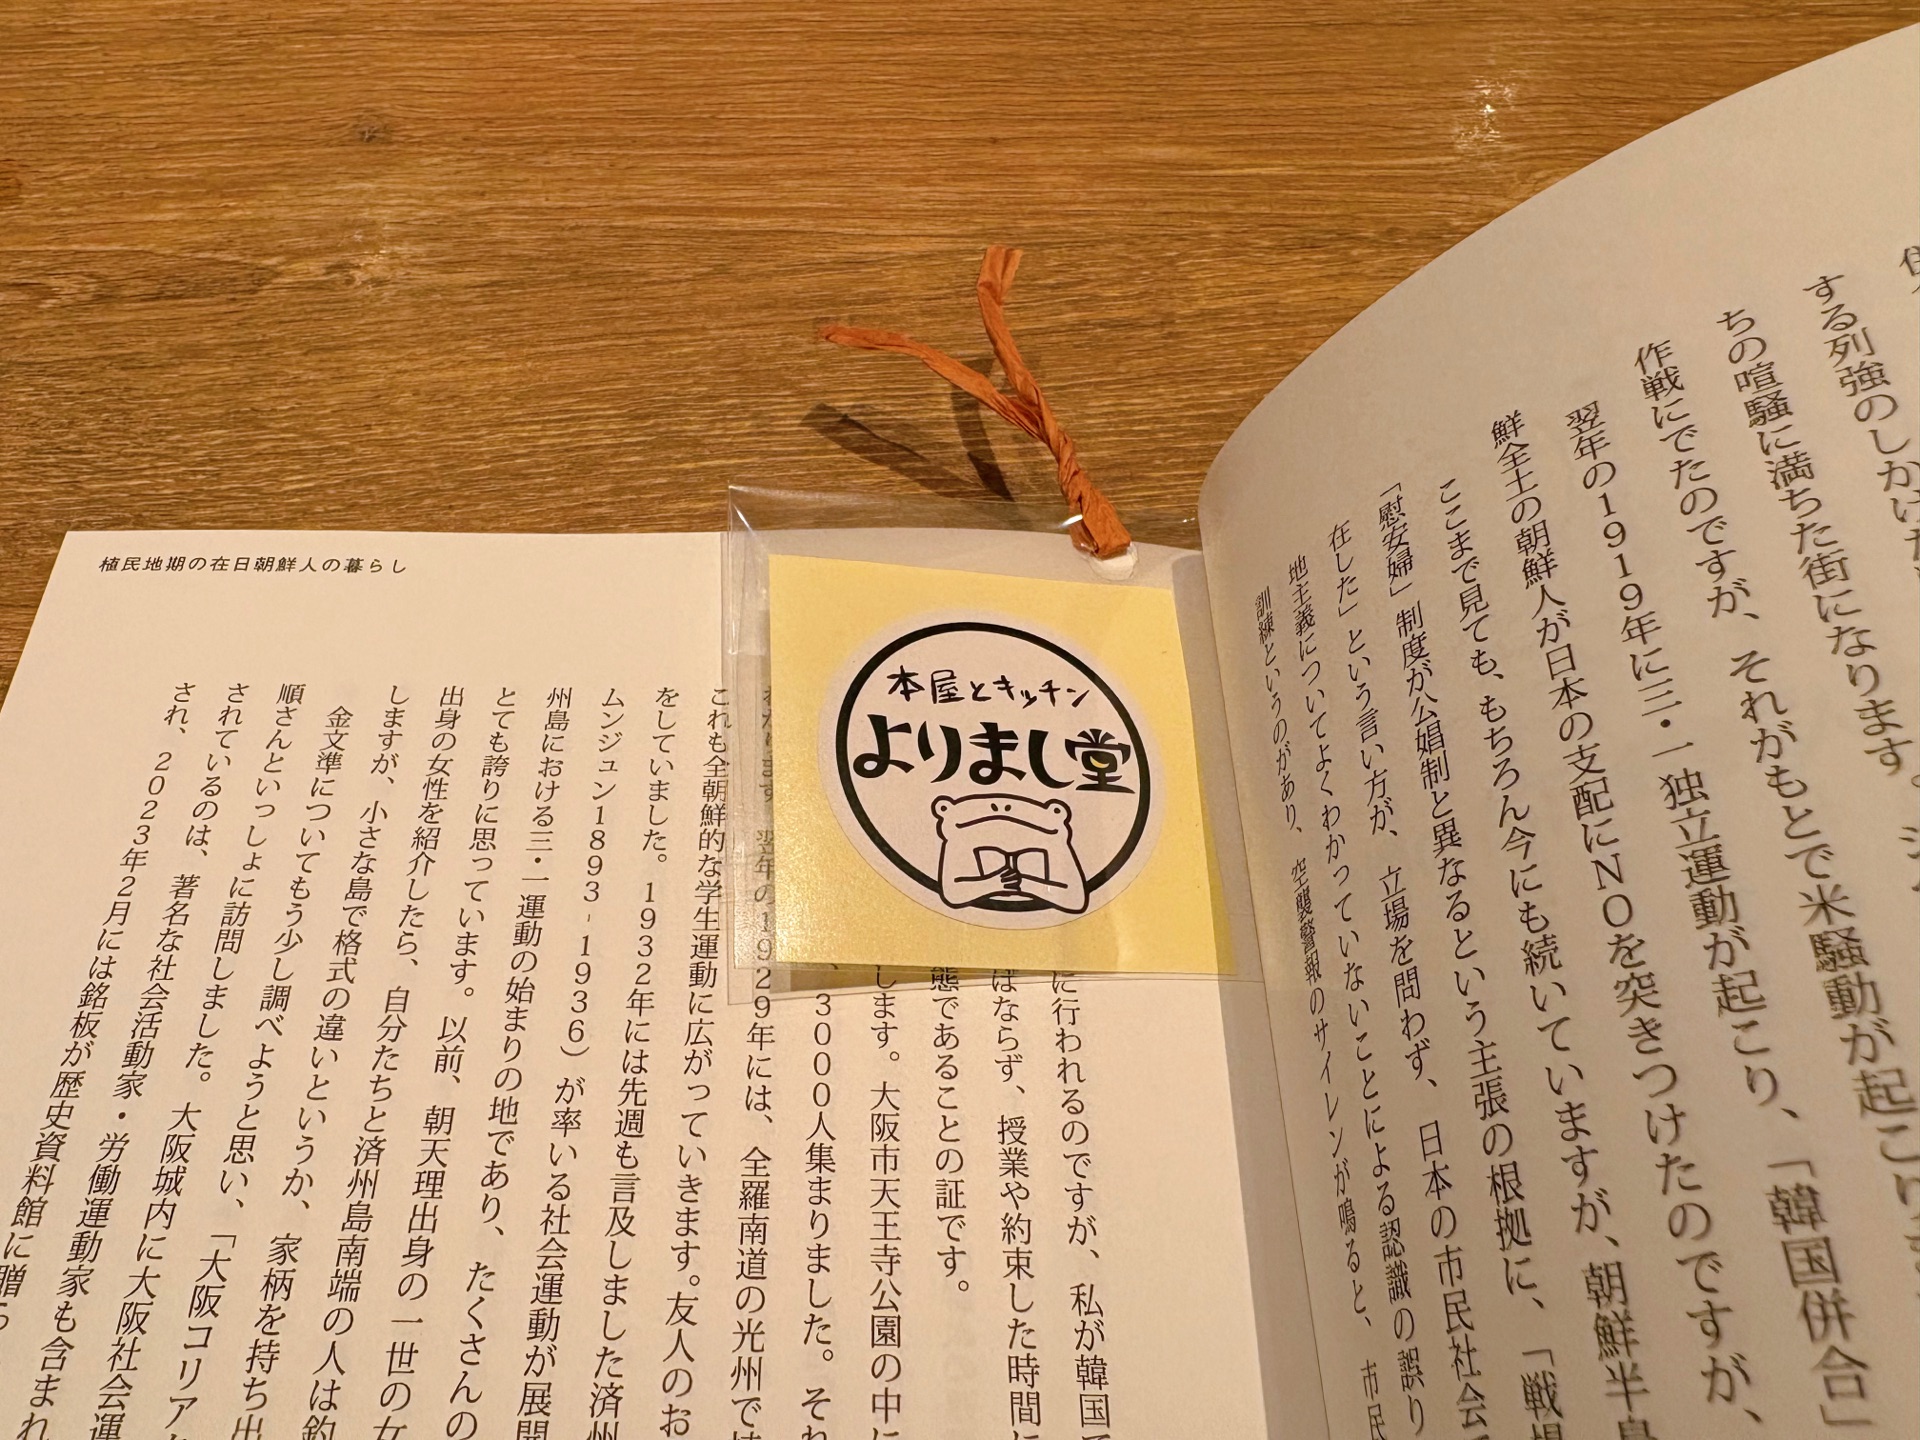 する列強のしかけた
ちの喧騒に満ちた街になります。
作戦にでたのですが、それがもとで米騒動が起こり
翌年の1919年に三・一独立運動が起こり、「韓国併合」
鮮全土の朝鮮人が日本の支配にNOを突きつけたのですが、
ここまで見ても、もちろん今にも続いていますが、朝鮮半島
「慰安婦」制度が公娼制と異なるという主張の根拠に、「戦場
在した」という言い方が、立場を問わず、日本の市民社会
地主義についてよくわかっていないことによる認識の誤り
訓練というのがあり、空襲警報のサイレンが鳴ると、市民
本屋とキッチン
よりまし堂
植民地期の在日朝鮮人の暮らし
に行われるのですが、私が韓国で
ばならず、授業や約束した時間に
態であることの証です。
します。大阪市天王寺公園の中に
、3000人集まりました。それ
わかります。翌年の1929年には、全羅南道の光州では
これも全朝鮮的な学生運動に広がっていきます。友人のお
をしていました。1932年には先週も言及しました済州
ムンジュン1893-1936）が率いる社会運動が展開
州島における三・一運動の始まりの地であり、たくさんの
とても誇りに思っています。以前、朝天理出身の一世の女
出身の女性を紹介したら、自分たちと済州島南端の人は釣
しますが、小さな島で格式の違いというか、家柄を持ち出
金文準についてもう少し調べようと思い、「大阪コリアタ
順さんといっしょに訪問しました。大阪城内に大阪社会運
されているのは、著名な社会活動家・労働運動家も含まれ
され、2023年2月には銘板が歴史資料館に贈ら